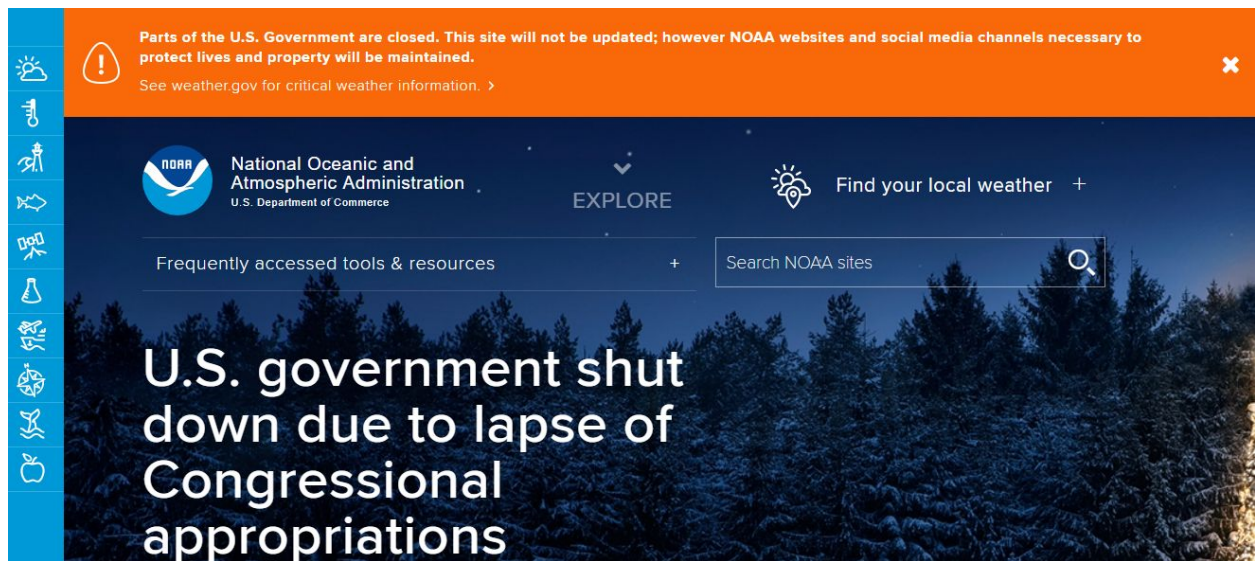 Parts of the U.S. Government are closed. This site will not be updated; however NOAA websites and social media channels necessary to
protect lives and property will be maintained.
See weather.gov for critical weather information. >
NOAA
National Oceanic and
Atmospheric Administration
U.S. Department of Commerce
EXPLORE
Find your local weather +
Frequently accessed tools & resources +
Search NOAA sites
U.S. government shut
down due to lapse of
Congressional
appropriations